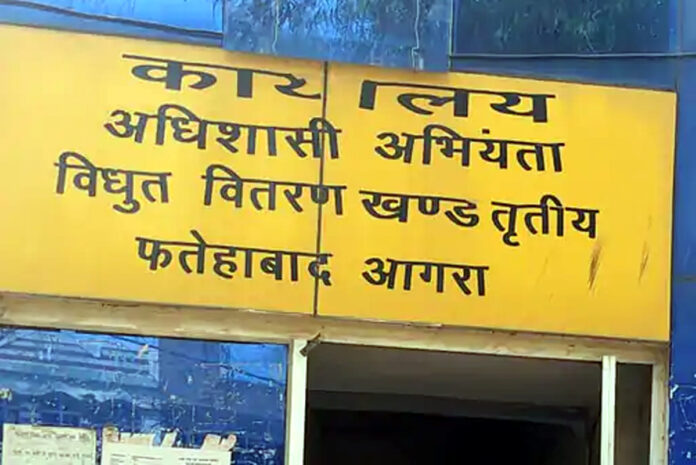 कार्यालय
अधिशासी अभियंता
विधुत वितरण खण्ड तृतीय
फतेहाबाद आगरा